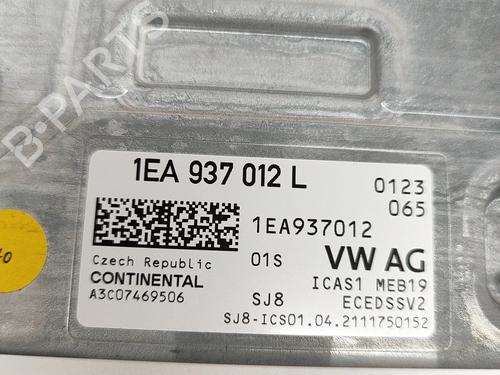 B-PARTS
1EA 937 012 L
0123
065
1EA937012
Czech Republic
01S
VW AG
CONTINENTAL
ICAS1 MEB19
A3C07469506
SJ8
ECEDSSV2
SJ8-ICS01.04.2111750152